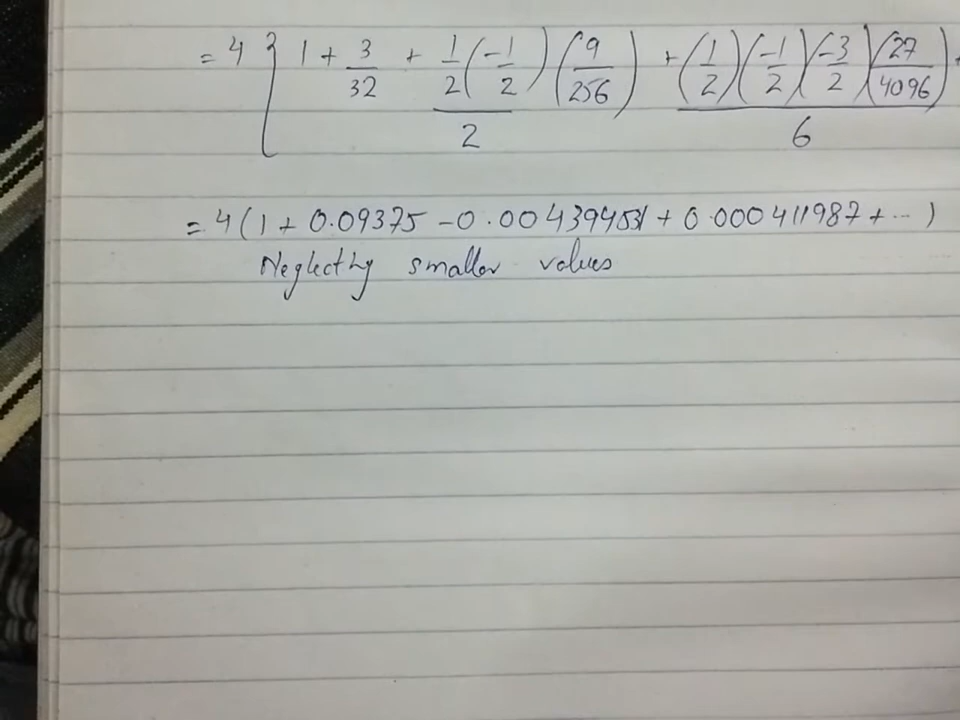 = 4 { 1 + 3/32 + 1/2(-1/2)(9/256)/2 + (1/2)(-1/2)(-3/2)(27/4096)/6 +
= 4 (1 + 0.09375 - 0.004394531 + 0.000411987 + ...)
Neglecting smaller values